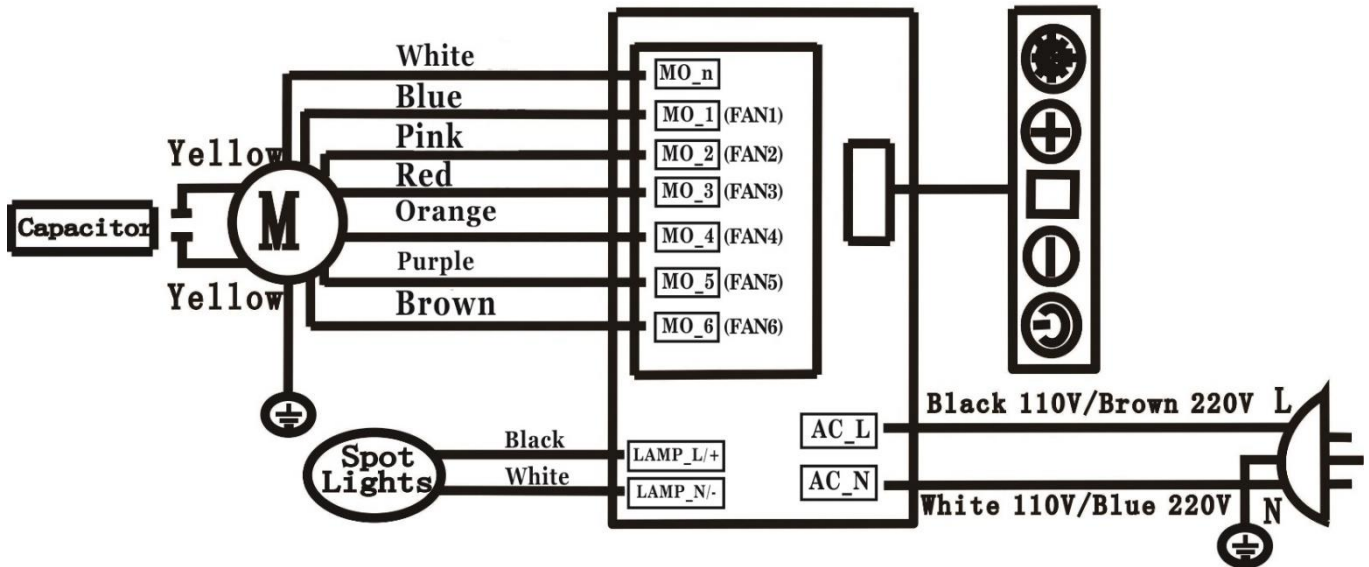 White
MO_n
Blue
MO_1 (FAN1)
Pink
MO_2 (FAN2)
Yellow
Red
MO_3 (FAN3)
Orange
Capacitor
M
MO_4 (FAN4)
Purple
MO_5 (FAN5)
Yellow
Brown
MO_6 (FAN6)
Black 110V/Brown 220V L
AC_L
Black
LAMP_L/+
Spot
Lights
White
LAMP_N/-
AC_N
White 110V/Blue 220V N